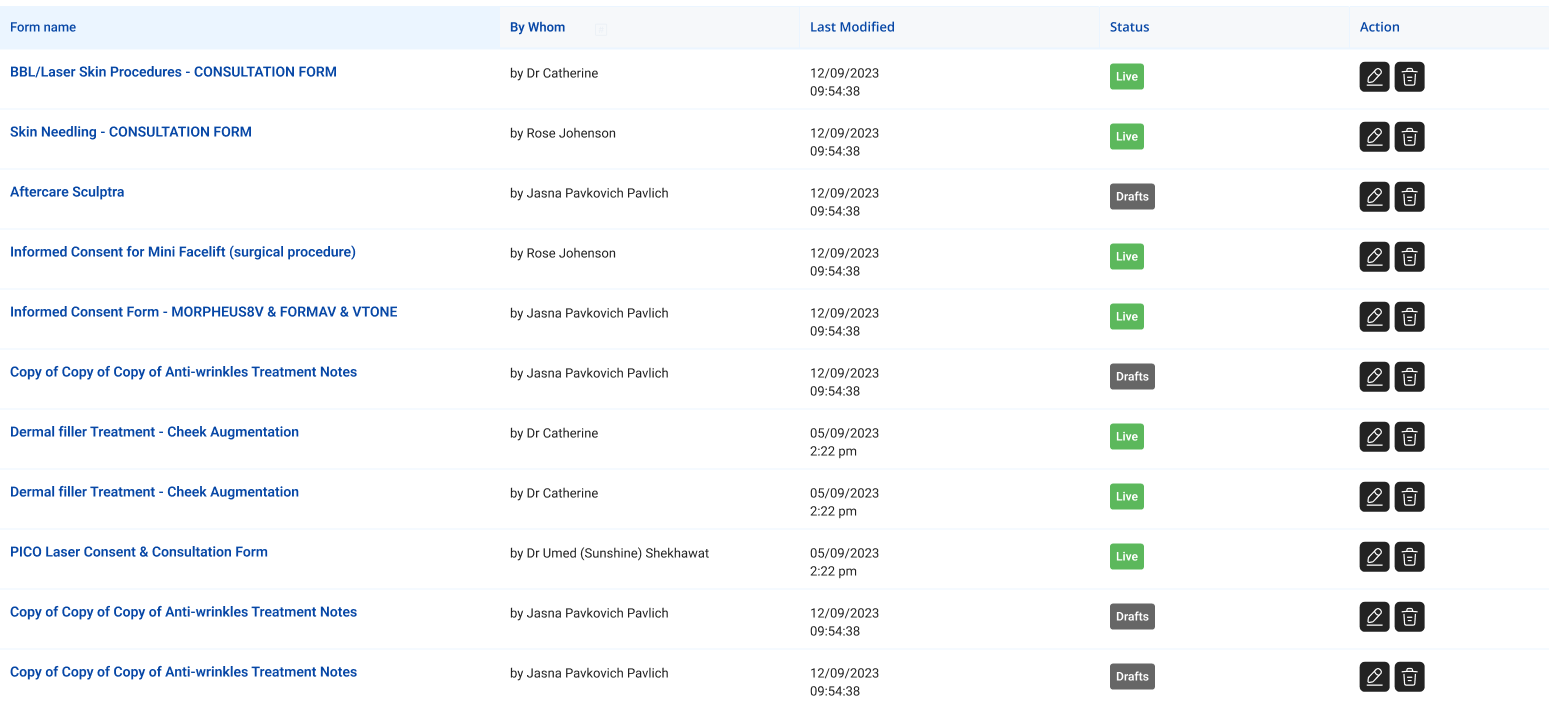 Form name By Whom Last Modified Status Action
BBL/Laser Skin Procedures - CONSULTATION FORM by Dr Catherine 12/09/2023 Live
09:54:38
Skin Needling - CONSULTATION FORM by Rose Johenson 12/09/2023 Live
09:54:38
Aftercare Sculptra by Jasna Pavkovich Pavlich 12/09/2023 Drafts
09:54:38
Informed Consent for Mini Facelift (surgical procedure) by Rose Johenson 12/09/2023 Live
09:54:38
Informed Consent Form - MORPHEUS8V & FORMAV & VTONE by Jasna Pavkovich Pavlich 12/09/2023 Live
09:54:38
Copy of Copy of Copy of Anti-wrinkles Treatment Notes by Jasna Pavkovich Pavlich 12/09/2023 Drafts
09:54:38
Dermal filler Treatment - Cheek Augmentation by Dr Catherine 05/09/2023 Live
2:22 pm
Dermal filler Treatment - Cheek Augmentation by Dr Catherine 05/09/2023 Live
2:22 pm
PICO Laser Consent & Consultation Form by Dr Umed (Sunshine) Shekhawat 05/09/2023 Live
2:22 pm
Copy of Copy of Copy of Anti-wrinkles Treatment Notes by Jasna Pavkovich Pavlich 12/09/2023 Drafts
09:54:38
Copy of Copy of Copy of Anti-wrinkles Treatment Notes by Jasna Pavkovich Pavlich 12/09/2023 Drafts
09:54:38